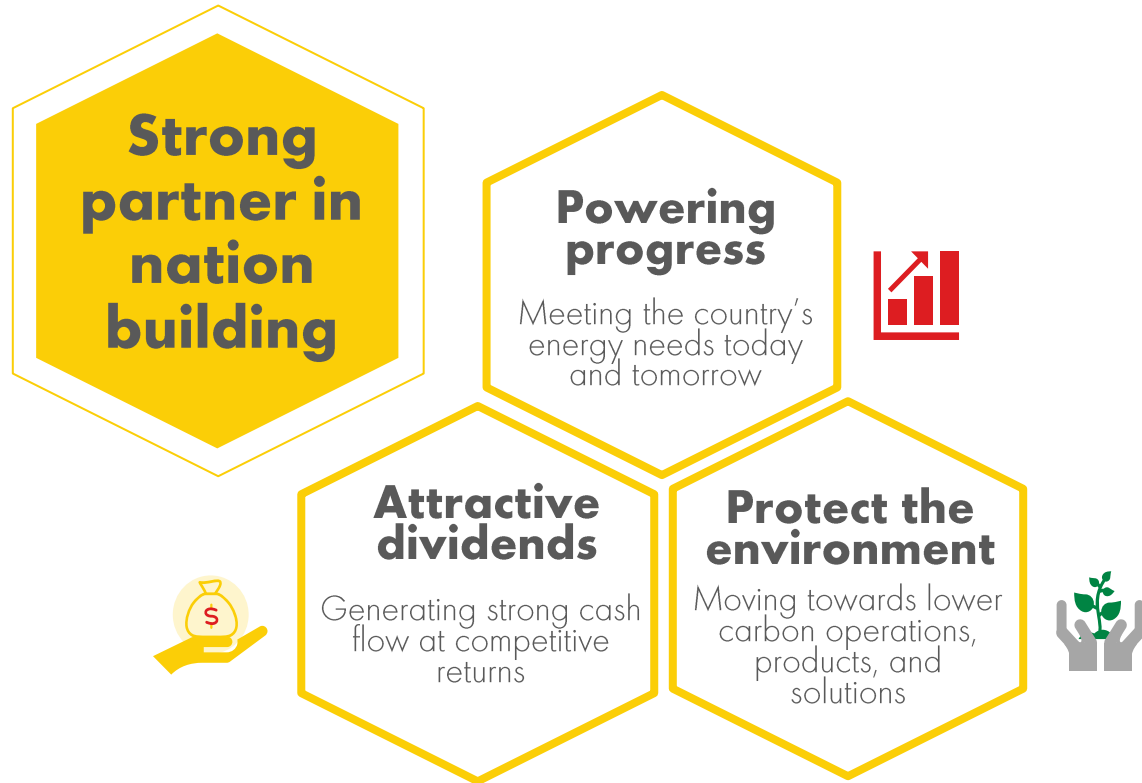 Strong
partner in
nation
building
Powering
progress
Meeting the country's
energy needs today
and tomorrow
Attractive
dividends
Generating strong cash
flow at competitive
returns
$
Protect the
environment
Moving towards lower
carbon operations,
products, and
solutions